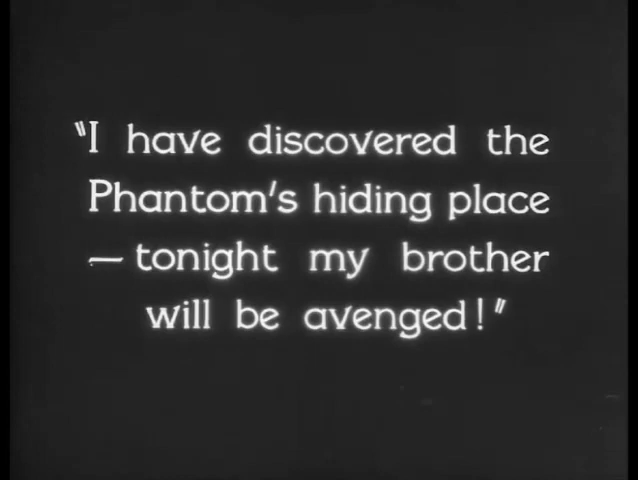 "I have discovered the
Phantom's hiding place
— tonight my brother
will be avenged!"